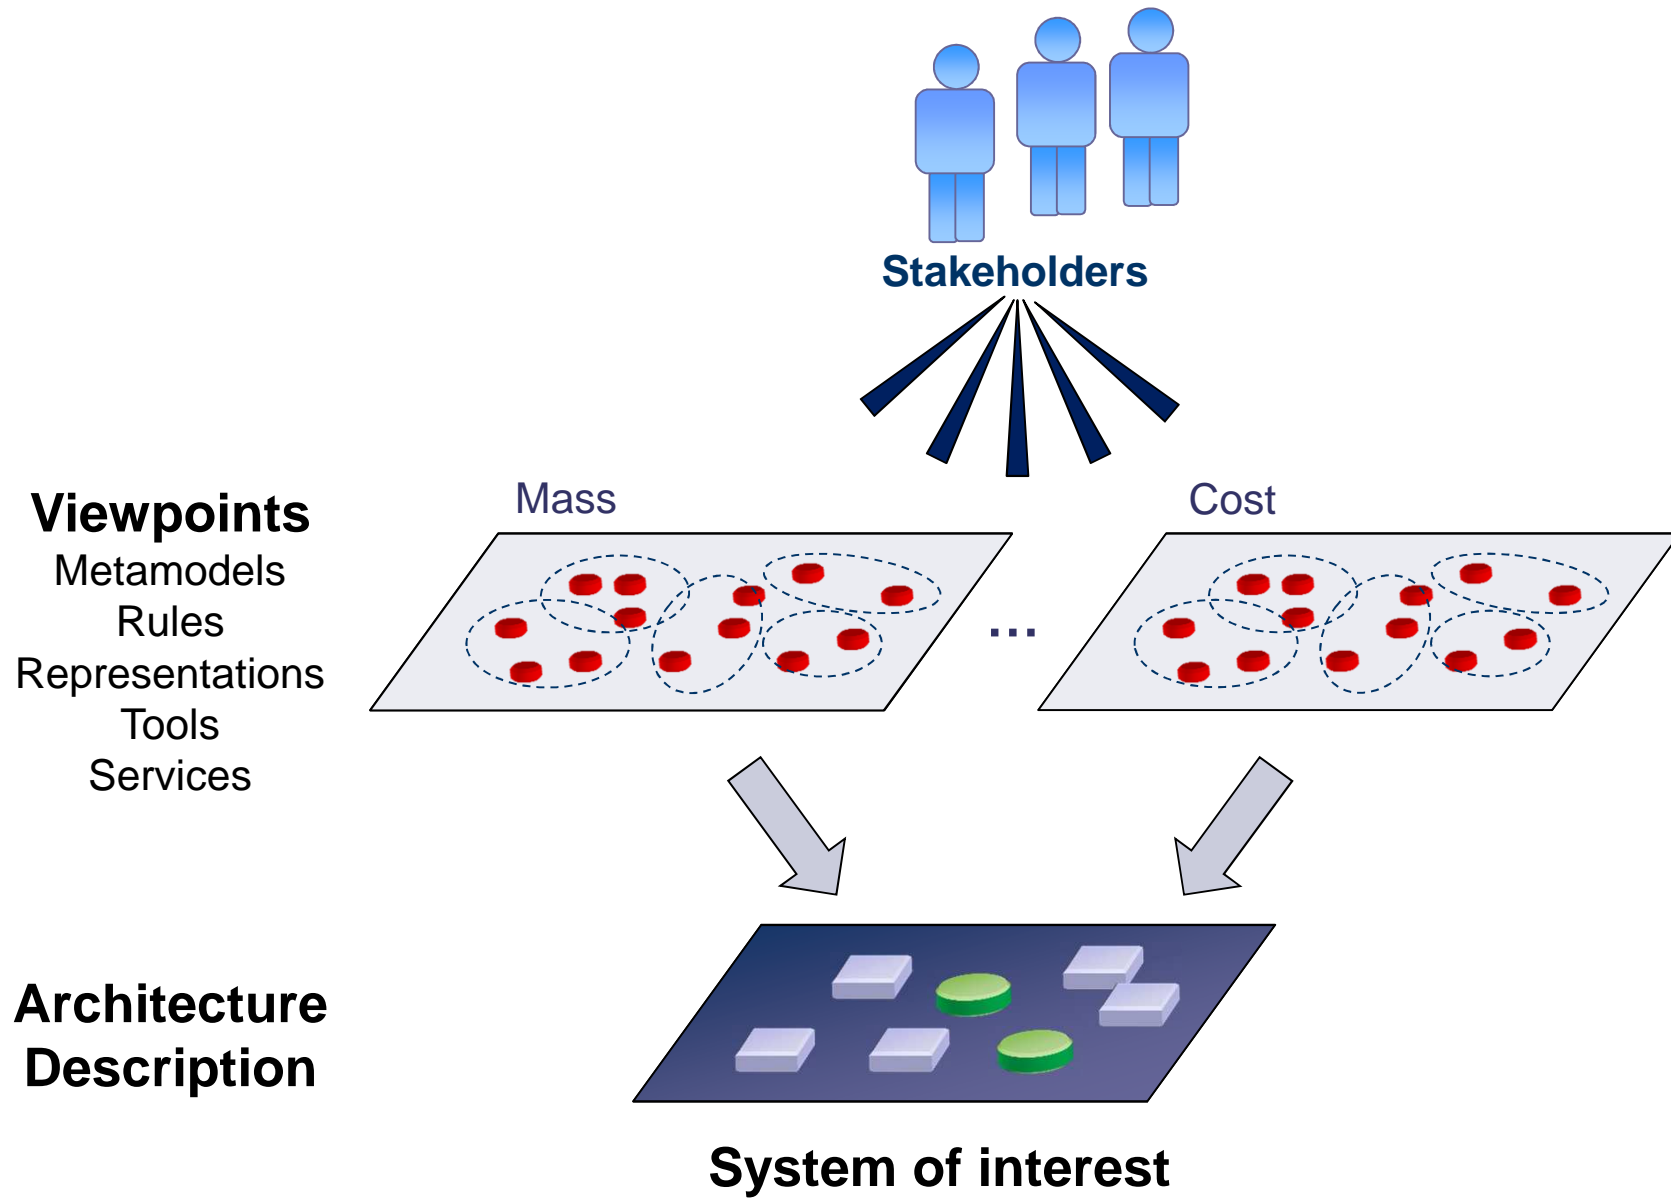 Stakeholders
Mass
Cost
Viewpoints
Metamodels
Rules
Representations
Tools
Services
...
Architecture
Description
System of interest